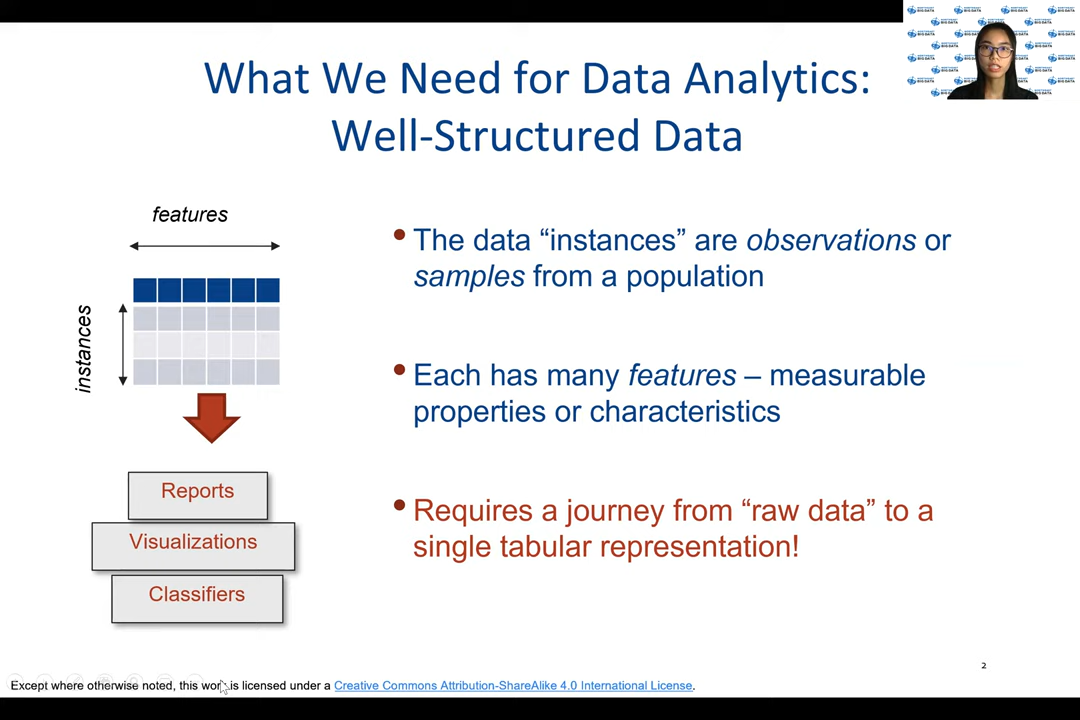 What We Need for Data Analytics:
Well-Structured Data
features
instances
Reports
Visualizations
Classifiers
• The data “instances” are observations or
samples from a population
• Each has many features – measurable
properties or characteristics
• Requires a journey from “raw data” to a
single tabular representation!
2
Except where otherwise noted, this work is licensed under a Creative Commons Attribution-ShareAlike 4.0 International License.
BIG DATA